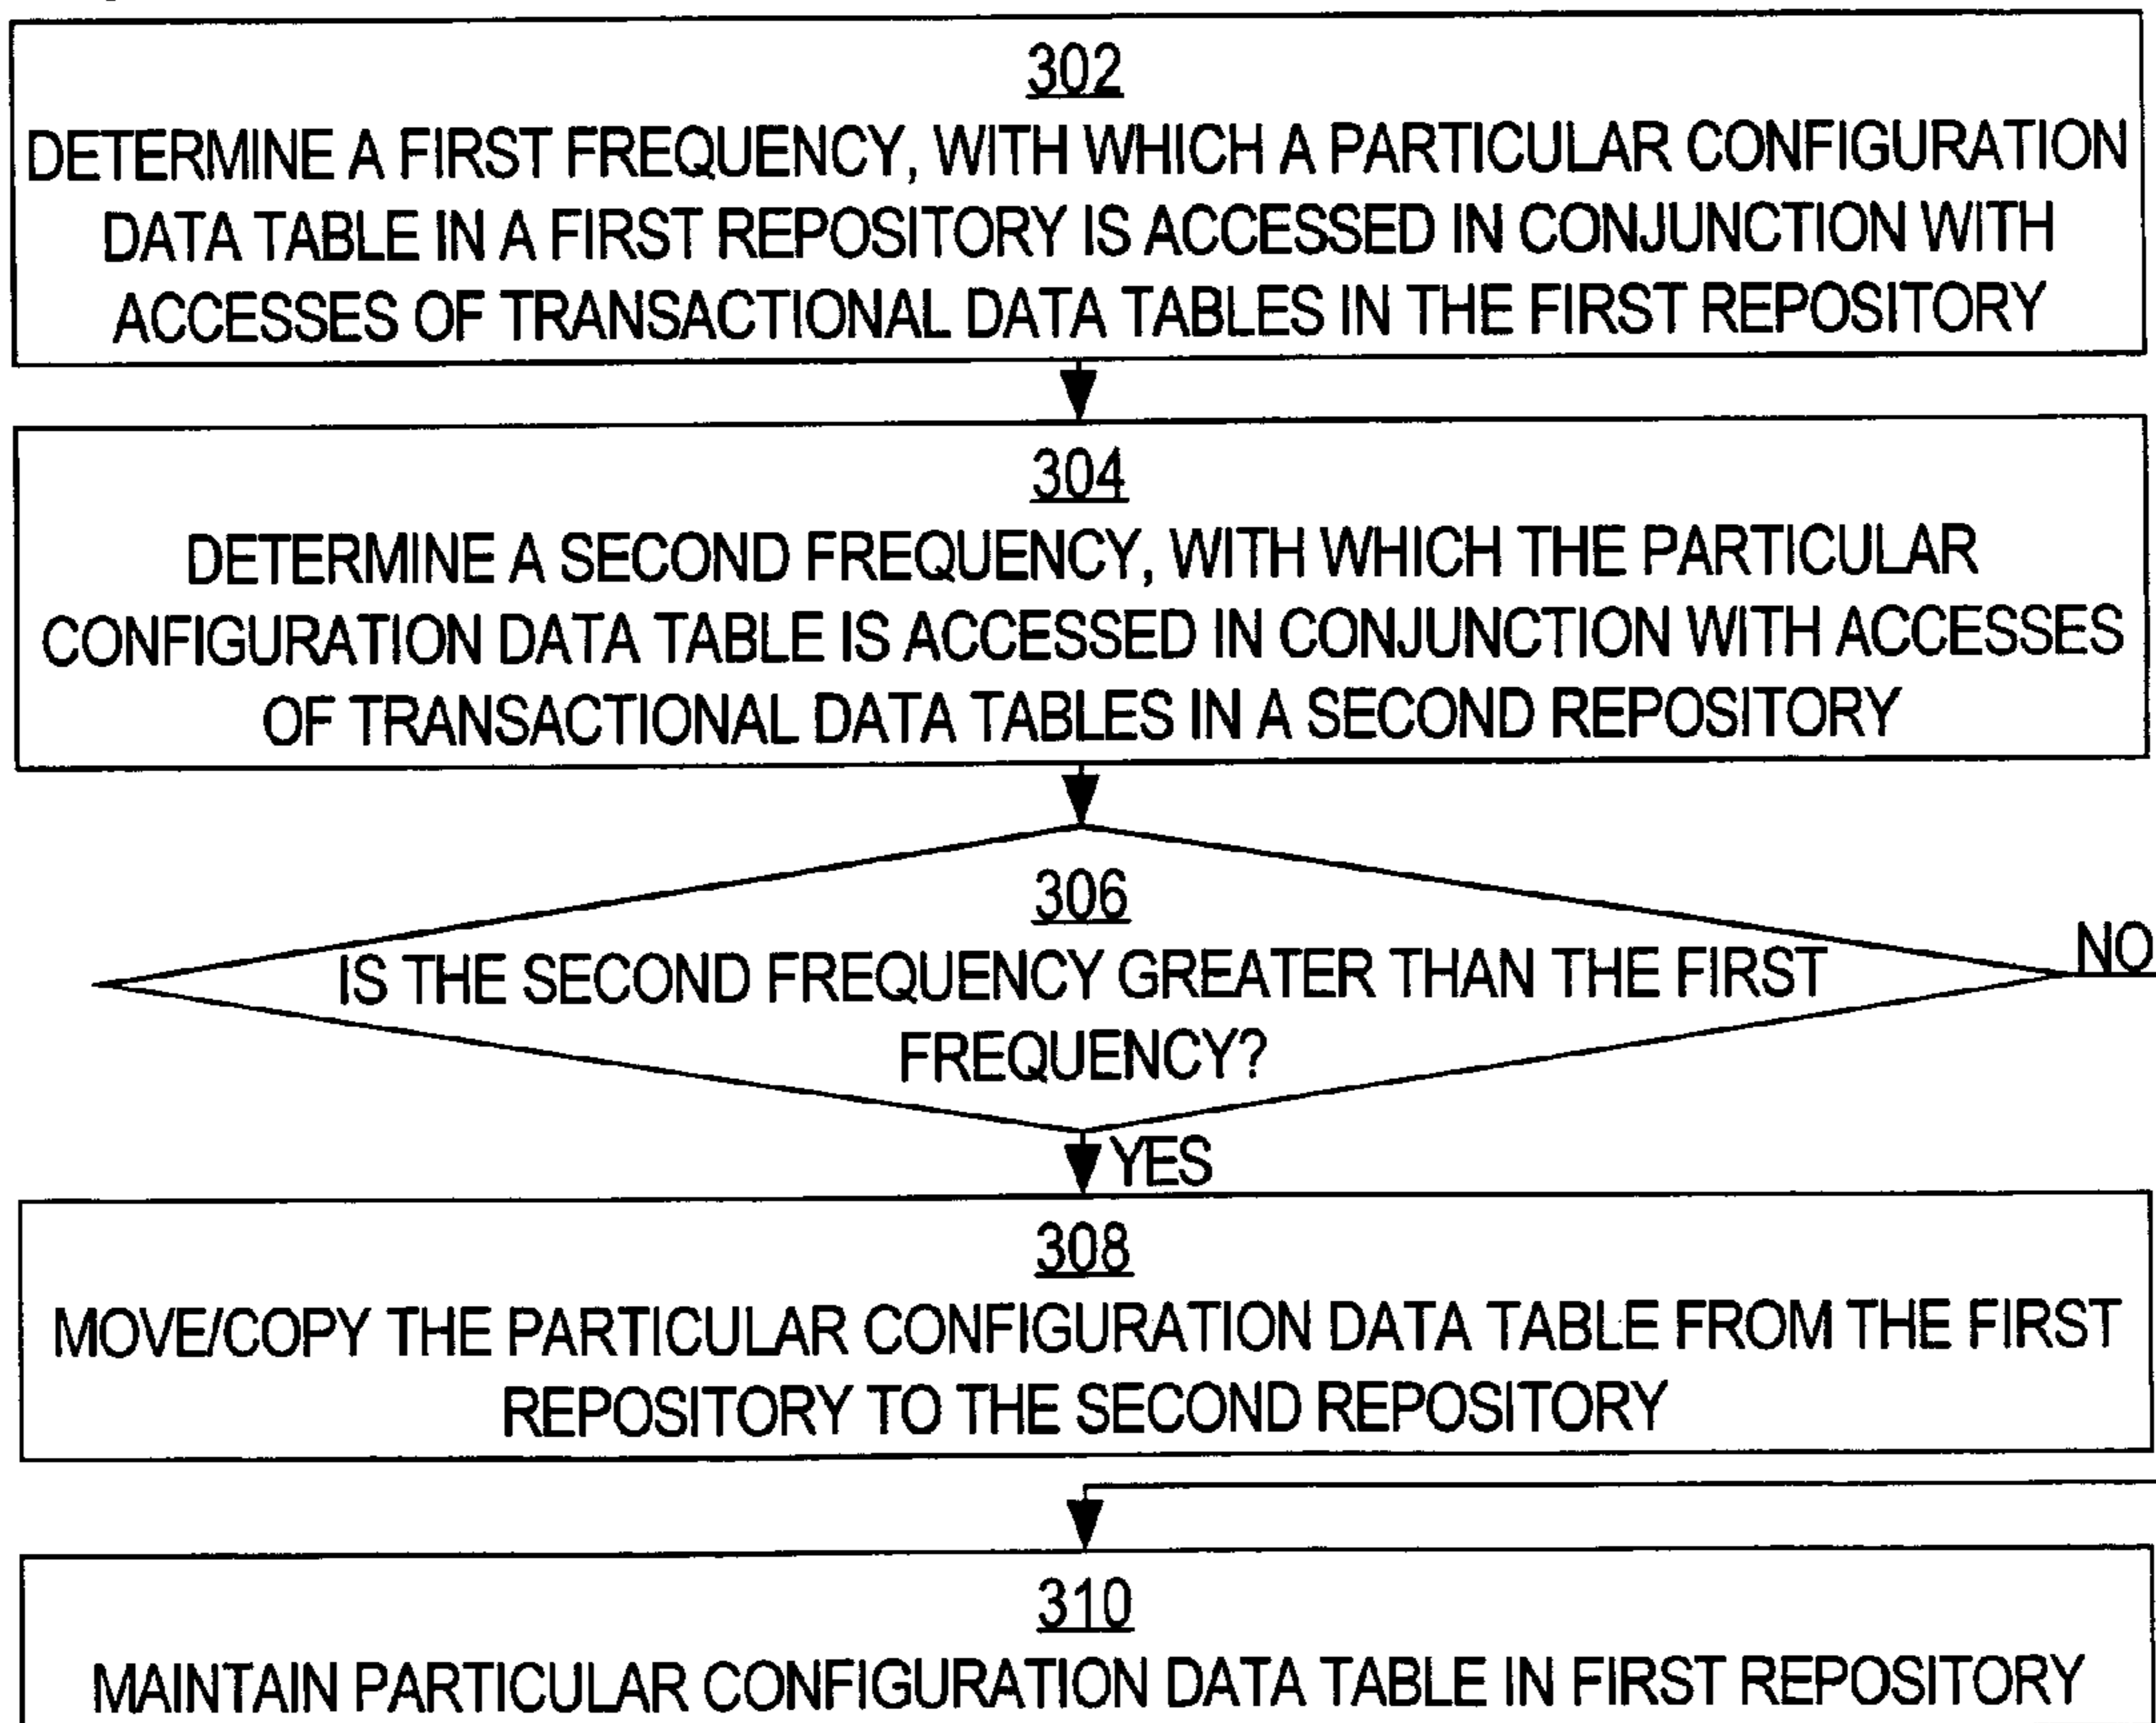 302
DETERMINE A FIRST FREQUENCY, WITH WHICH A PARTICULAR CONFIGURATION
DATA TABLE IN A FIRST REPOSITORY IS ACCESSED IN CONJUNCTION WITH
ACCESSES OF TRANSACTIONAL DATA TABLES IN THE FIRST REPOSITORY
304
DETERMINE A SECOND FREQUENCY, WITH WHICH THE PARTICULAR
CONFIGURATION DATA TABLE IS ACCESSED IN CONJUNCTION WITH ACCESSES
OF TRANSACTIONAL DATA TABLES IN A SECOND REPOSITORY
306
IS THE SECOND FREQUENCY GREATER THAN THE FIRST
FREQUENCY?
NO
YES
308
MOVE/COPY THE PARTICULAR CONFIGURATION DATA TABLE FROM THE FIRST
REPOSITORY TO THE SECOND REPOSITORY
310
MAINTAIN PARTICULAR CONFIGURATION DATA TABLE IN FIRST REPOSITORY